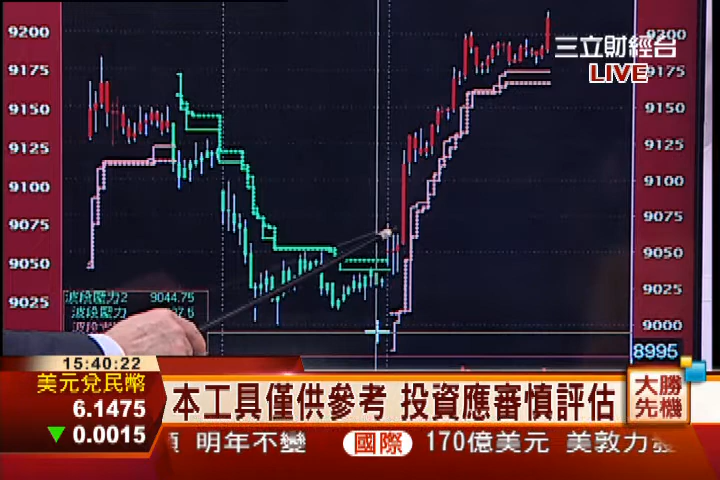 9200
9175
9150
9125
9100
9075
9050
9025
9200
9175
9150
9125
9100
9075
9050
9025
9000
8995
三立財經台
LIVE
波段壓力2 9044.75
波段壓力
15:40:22
美元兌民幣
6.1475
▼ 0.0015
本工具僅供參考 投資應審慎評估
大勝
先機
明年不變 國際 170億美元 美敦力